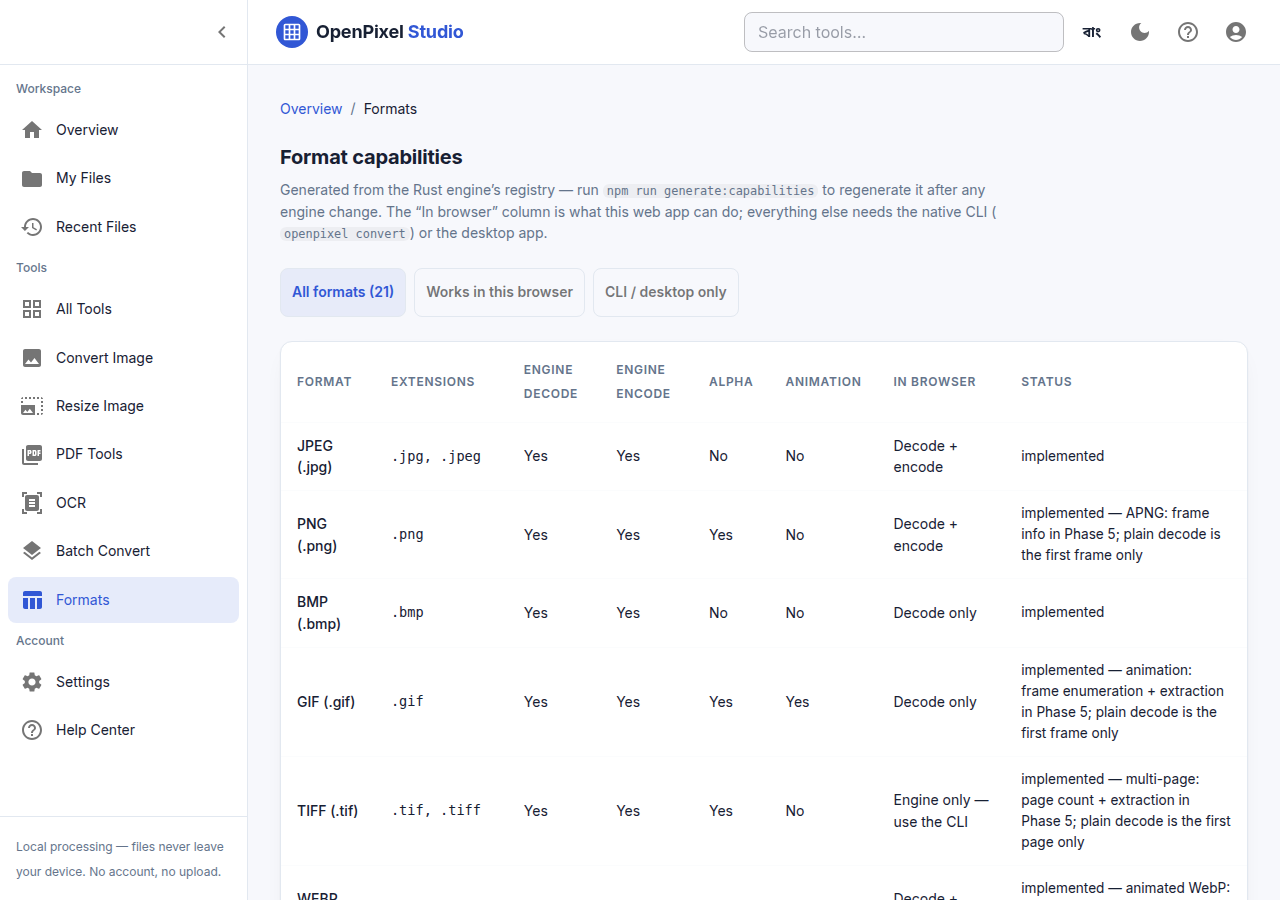 OpenPixel Studio
Search tools...
বাং
Workspace
Overview
My Files
Recent Files
Tools
All Tools
Convert Image
Resize Image
PDF Tools
OCR
Batch Convert
Formats
Account
Settings
Help Center
Local processing — files never leave
your device. No account, no upload.
Overview / Formats
Format capabilities
Generated from the Rust engine’s registry — run npm run generate:capabilities to regenerate it after any
engine change. The “In browser” column is what this web app can do; everything else needs the native CLI (
openpixel convert) or the desktop app.
All formats (21) Works in this browser CLI / desktop only
FORMAT EXTENSIONS ENGINE DECODE ENGINE ENCODE ALPHA ANIMATION IN BROWSER STATUS
JPEG (.jpg) .jpg, .jpeg Yes Yes No No Decode + encode implemented
PNG (.png) .png Yes Yes Yes No Decode + encode implemented — APNG: frame info in Phase 5; plain decode is the first frame only
BMP (.bmp) .bmp Yes Yes No No Decode only implemented
GIF (.gif) .gif Yes Yes Yes Yes Decode only implemented — animation: frame enumeration + extraction in Phase 5; plain decode is the first frame only
TIFF (.tif) .tif, .tiff Yes Yes Yes No Engine only — use the CLI implemented — multi-page: page count + extraction in Phase 5; plain decode is the first page only
WEBP Decode + implemented — animated WebP: